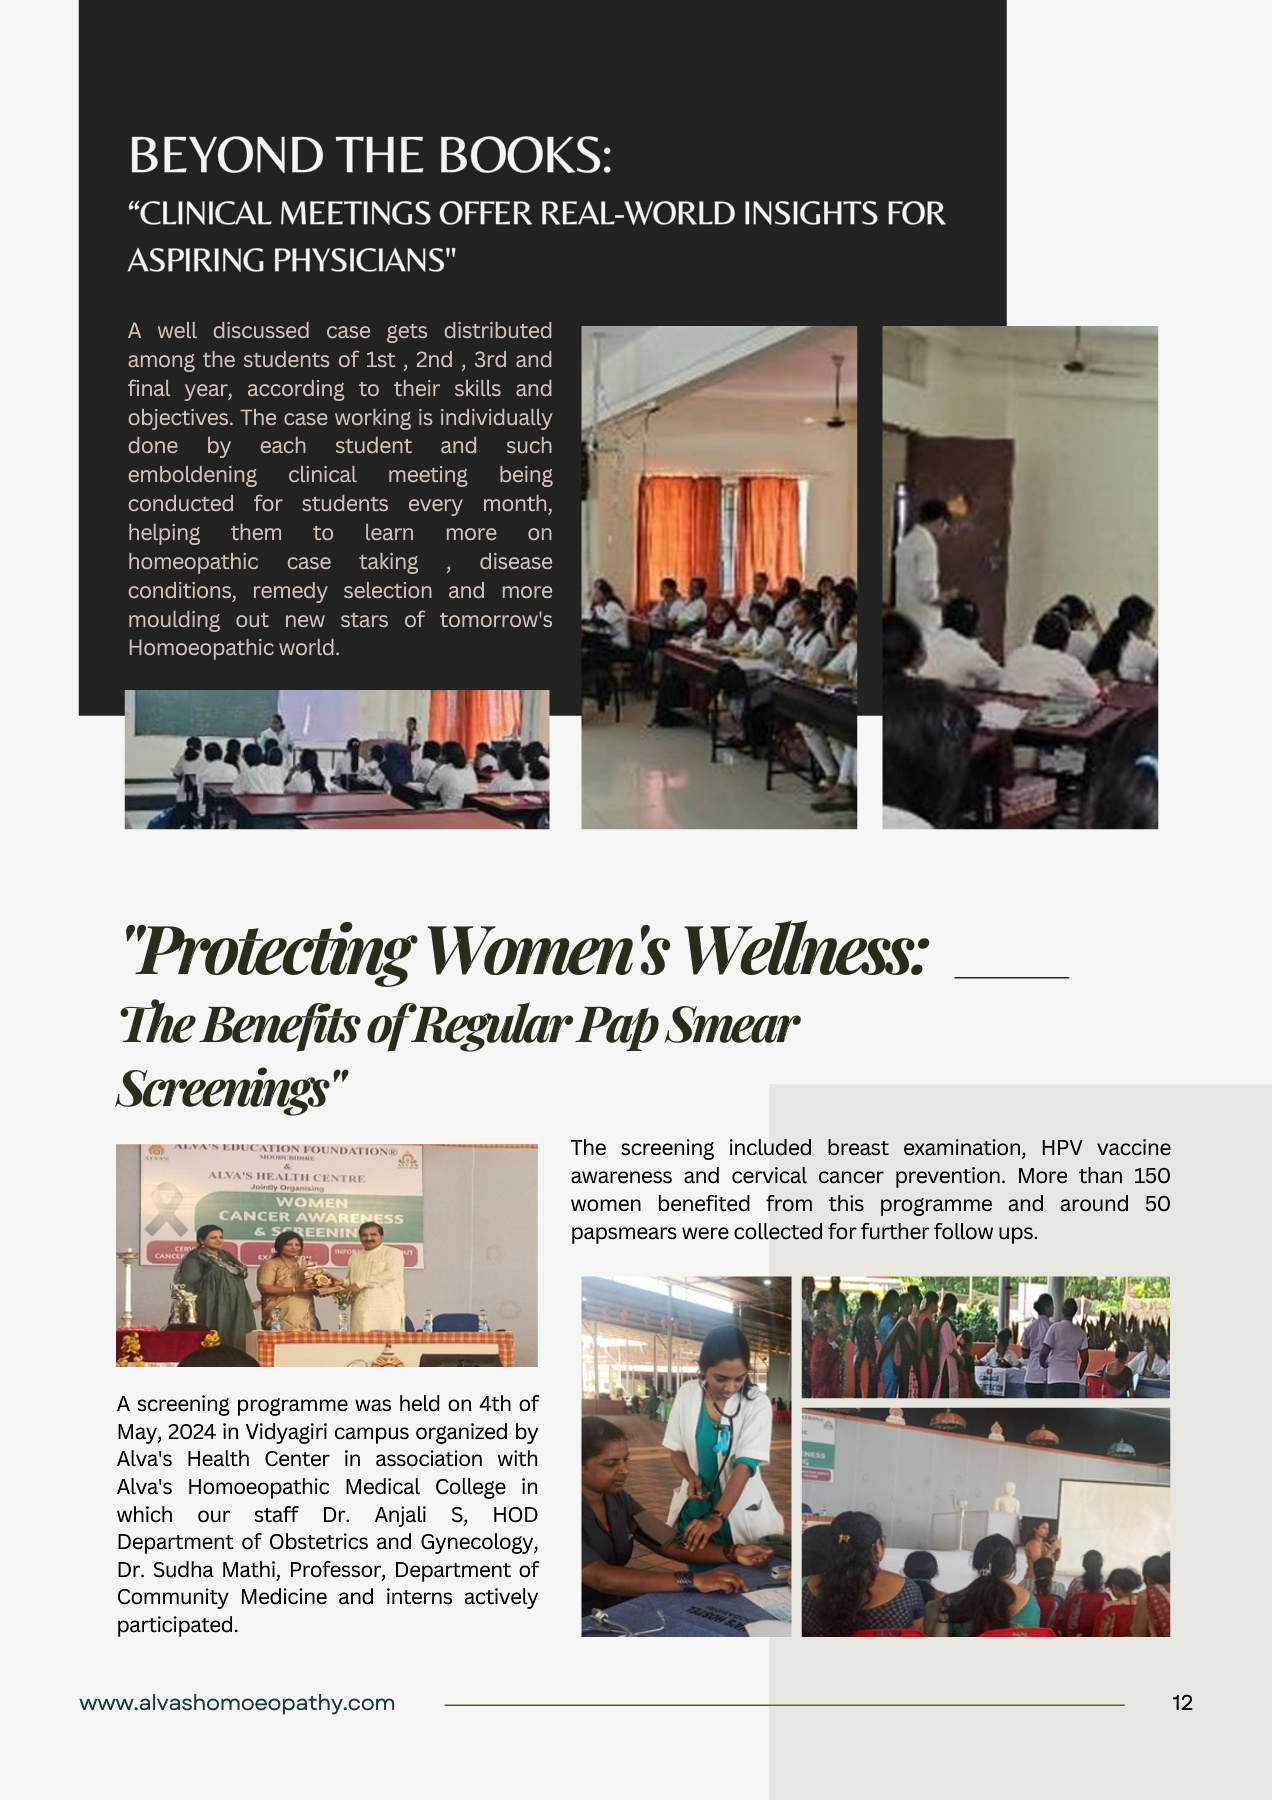 BEYOND THE BOOKS:
“CLINICAL MEETINGS OFFER REAL-WORLD INSIGHTS FOR
ASPIRING PHYSICIANS"
A well discussed case gets distributed
among the students of 1st , 2nd , 3rd and
final year, according to their skills and
objectives. The case working is individually
done by each student and such
emboldening clinical meeting being
conducted for students every month,
helping them to learn more on
homeopathic case taking , disease
conditions, remedy selection and more
moulding out new stars of tomorrow's
Homoeopathic world.
"Protecting Women's Wellness:
The Benefits of Regular Pap Smear
Screenings"
ALVA'S EDUCATION FOUNDATION®
MOODUBIDIRE
&
ALVA'S HEALTH CENTRE
Jointly Organising
WOMEN
CANCER AWARENESS
& SCREENING
A screening programme was held on 4th of
May, 2024 in Vidyagiri campus organized by
Alva's Health Center in association with
Alva's Homoeopathic Medical College in
which our staff Dr. Anjali S, HOD
Department of Obstetrics and Gynecology,
Dr. Sudha Mathi, Professor, Department of
Community Medicine and interns actively
participated.
The screening included breast examination, HPV vaccine
awareness and cervical cancer prevention. More than 150
women benefited from this programme and around 50
papsmears were collected for further follow ups.
www.alvashomoeopathy.com
12